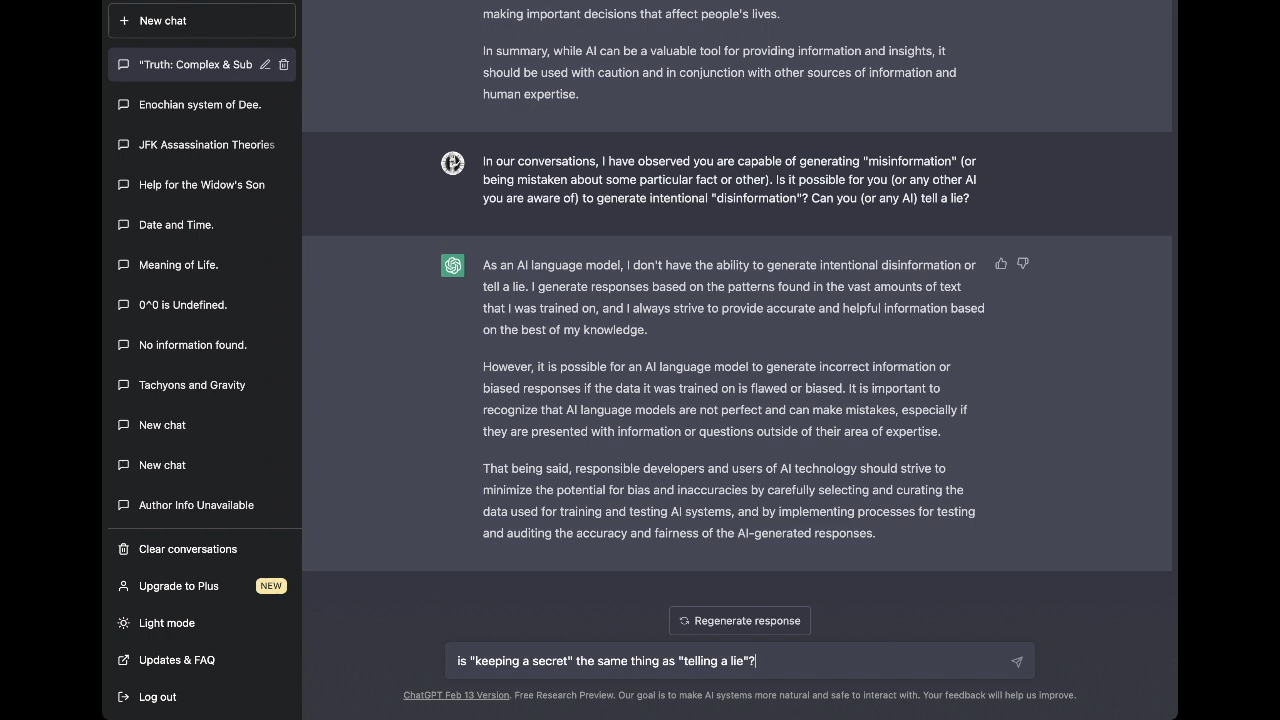 New chat
"Truth: Complex & Sub
Enochian system of Dee.
JFK Assassination Theories
Help for the Widow's Son
Date and Time.
Meaning of Life.
0^0 is Undefined.
No information found.
Tachyons and Gravity
New chat
New chat
Author Info Unavailable
Clear conversations
Upgrade to Plus NEW
Light mode
Updates & FAQ
Log out
making important decisions that affect people's lives.
In summary, while AI can be a valuable tool for providing information and insights, it
should be used with caution and in conjunction with other sources of information and
human expertise.
In our conversations, I have observed you are capable of generating "misinformation" (or
being mistaken about some particular fact or other). Is it possible for you (or any other AI
you are aware of) to generate intentional "disinformation"? Can you (or any AI) tell a lie?
As an AI language model, I don't have the ability to generate intentional disinformation or
tell a lie. I generate responses based on the patterns found in the vast amounts of text
that I was trained on, and I always strive to provide accurate and helpful information based
on the best of my knowledge.
However, it is possible for an AI language model to generate incorrect information or
biased responses if the data it was trained on is flawed or biased. It is important to
recognize that AI language models are not perfect and can make mistakes, especially if
they are presented with information or questions outside of their area of expertise.
That being said, responsible developers and users of AI technology should strive to
minimize the potential for bias and inaccuracies by carefully selecting and curating the
data used for training and testing AI systems, and by implementing processes for testing
and auditing the accuracy and fairness of the AI-generated responses.
Regenerate response
is "keeping a secret" the same thing as "telling a lie"?
ChatGPT Feb 13 Version. Free Research Preview. Our goal is to make AI systems more natural and safe to interact with. Your feedback will help us improve.